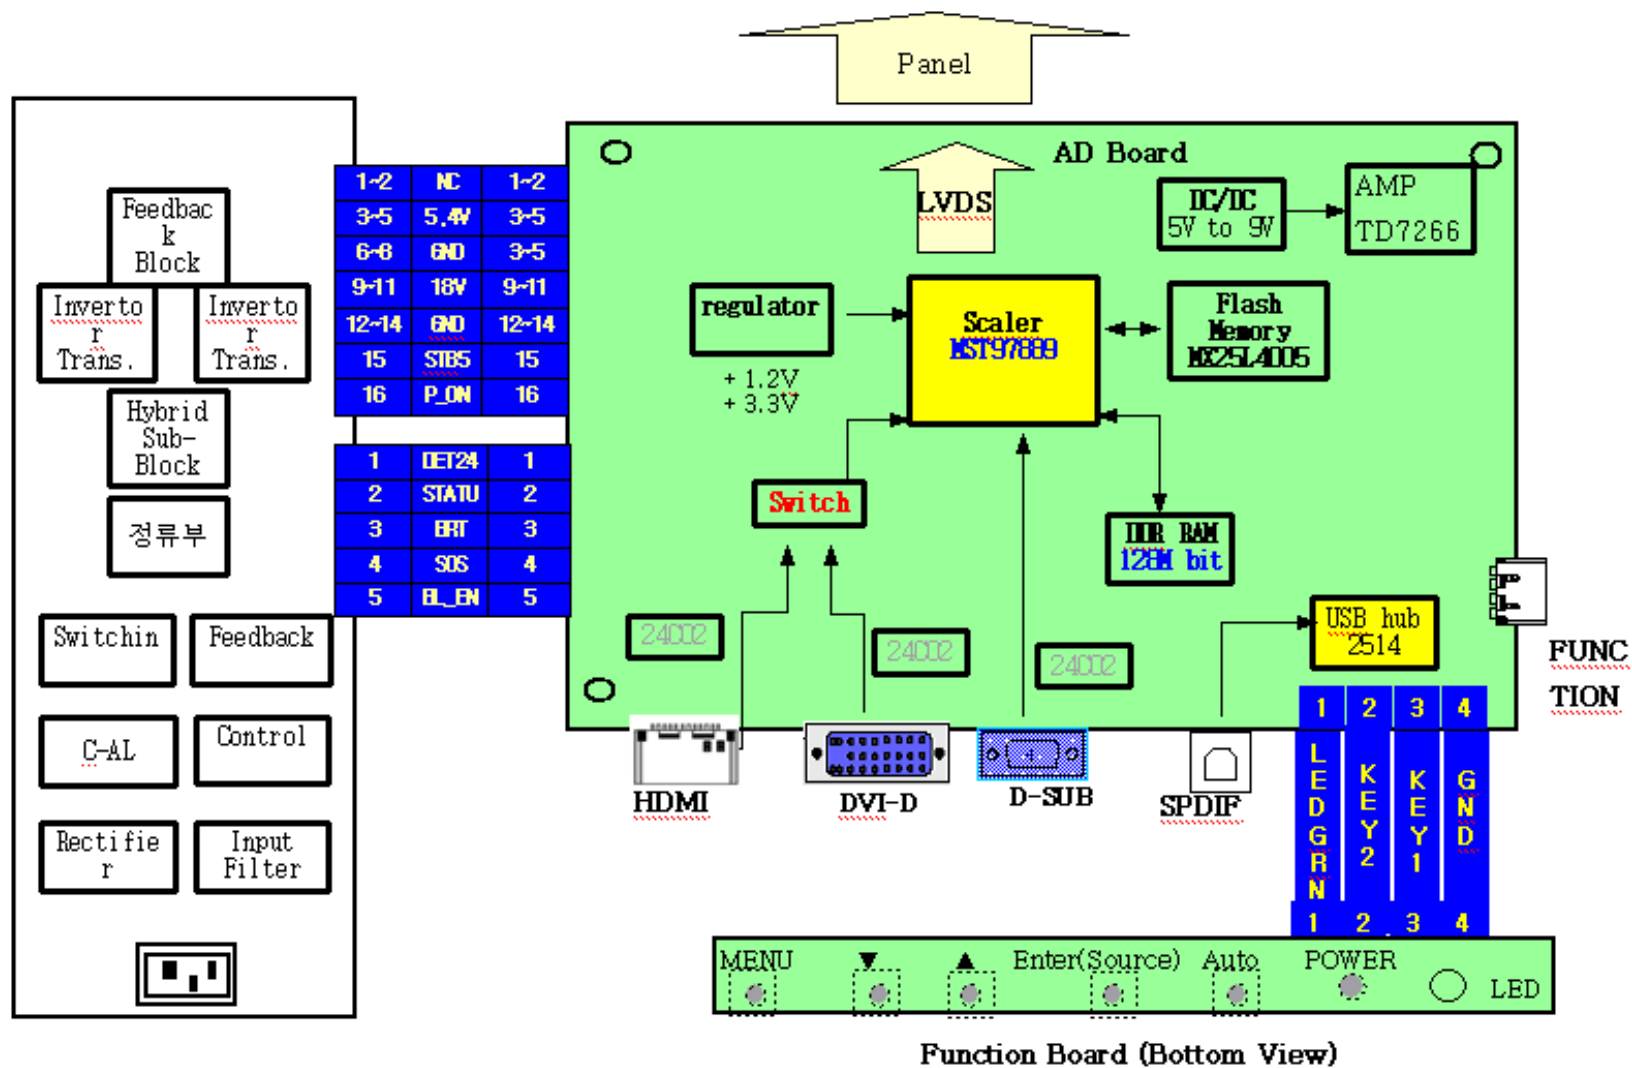 Panel
AD Board
LVDS
DC/DC
5V to 9V
AMP
TD7266
regulator
+ 1.2V
+ 3.3V
Scaler
MST97889
Flash
Memory
MX25L4005
Switch
DDR RAM
128M bit
USB hub
2514
24C02
24C02
24C02
HDMI
DVI-D
D-SUB
SPDIF
FUNC
TION
Feedbac
k
Block
Inverto
r
Trans.
Inverto
r
Trans.
Hybrid
Sub-
Block
정류부
Switchin
Feedback
C-AL
Control
Rectifie
r
Input
Filter
1~2 NC 1~2
3~5 5.4V 3~5
6~8 GND 3~5
9~11 18V 9~11
12~14 GND 12~14
15 STB5 15
16 P_ON 16
1 DET24 1
2 STATU 2
3 BRT 3
4 SOS 4
5 BL_EN 5
1 2 3 4
LEDGRN
KEY2
KEY1
GND
1 2 3 4
MENU ▼ ▲ Enter(Source) Auto POWER LED
Function Board (Bottom View)